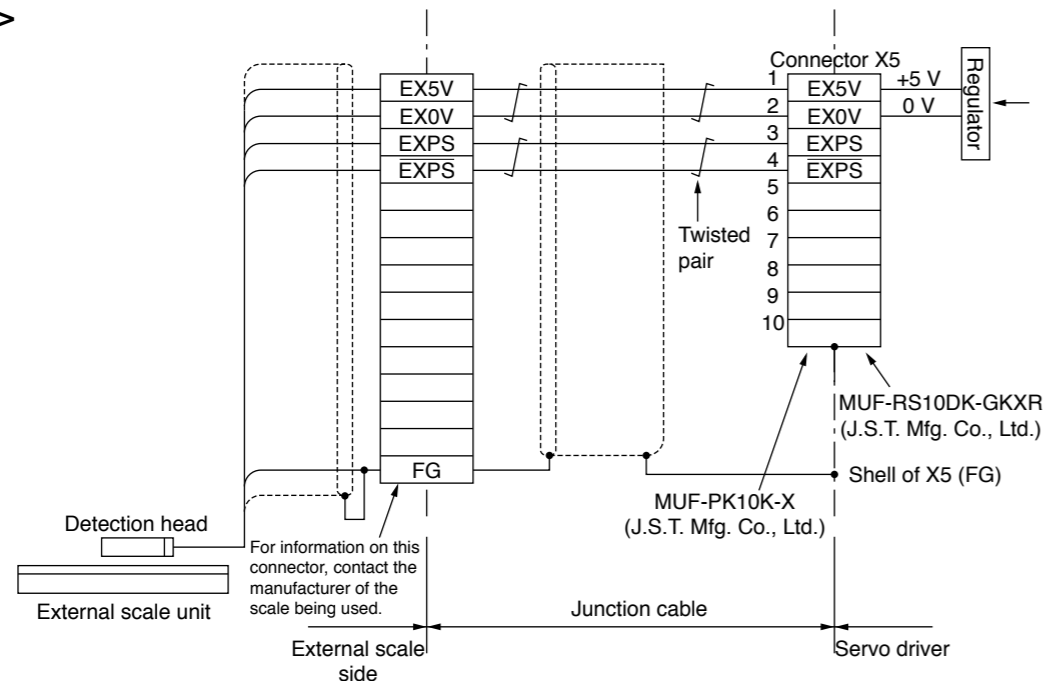 >
Connector X5
1
EX5V
EX5V
+5 V
Regulator
2
EX0V
EX0V
0 V
3
EXPS
EXPS
4
E̅X̅P̅S̅
E̅X̅P̅S̅
5
6
7
8
9
10
Twisted
pair
MUF-RS10DK-GKXR
(J.S.T. Mfg. Co., Ltd.)
FG
Shell of X5 (FG)
MUF-PK10K-X
(J.S.T. Mfg. Co., Ltd.)
Detection head
For information on this
connector, contact the
manufacturer of the
scale being used.
External scale unit
Junction cable
External scale
side
Servo driver